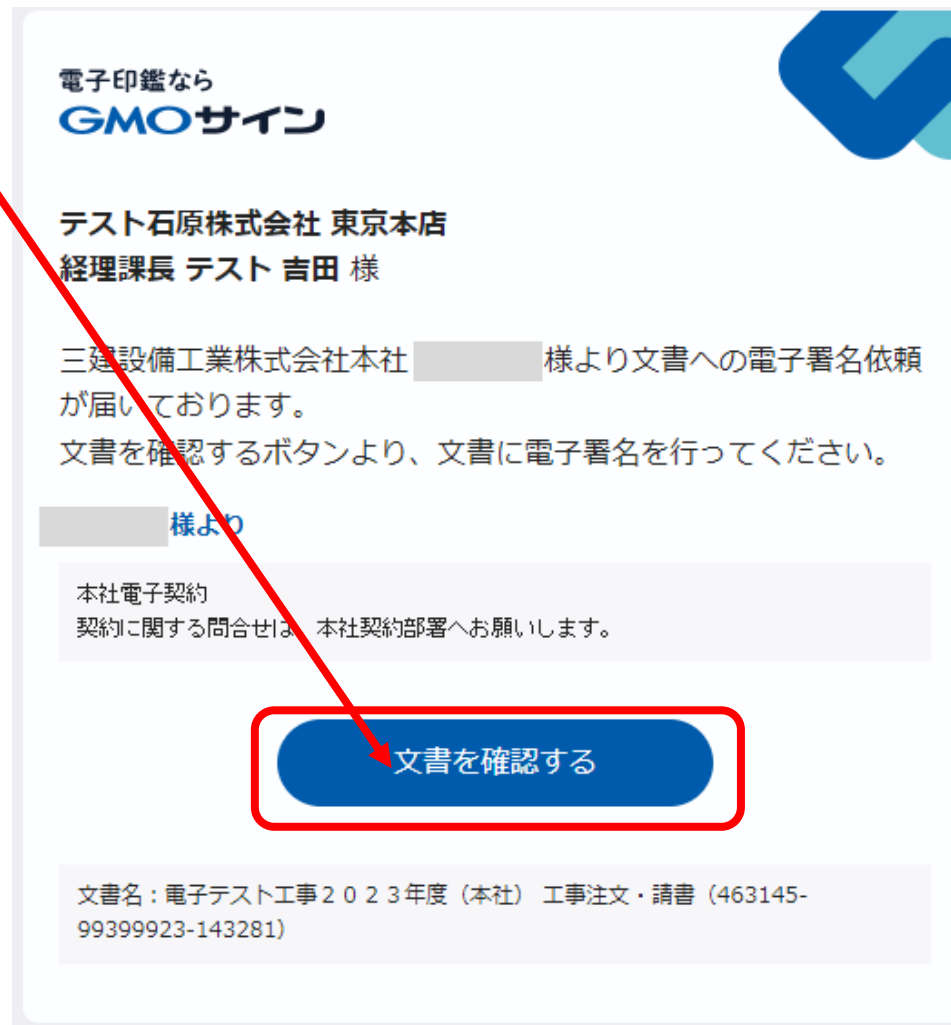 電子印鑑なら
GMOサイン
テスト石原株式会社 東京本店
経理課長 テスト 吉田 様
三建設備工業株式会社本社 様より文書への電子署名依頼
が届いております。
文書を確認するボタンより、文書に電子署名を行ってください。
様より
本社電子契約
契約に関する問合せは、本社契約部署へお願いします。
文書を確認する
文書名：電子テスト工事２０２３年度（本社） 工事注文・請書（463145-
99399923-143281）